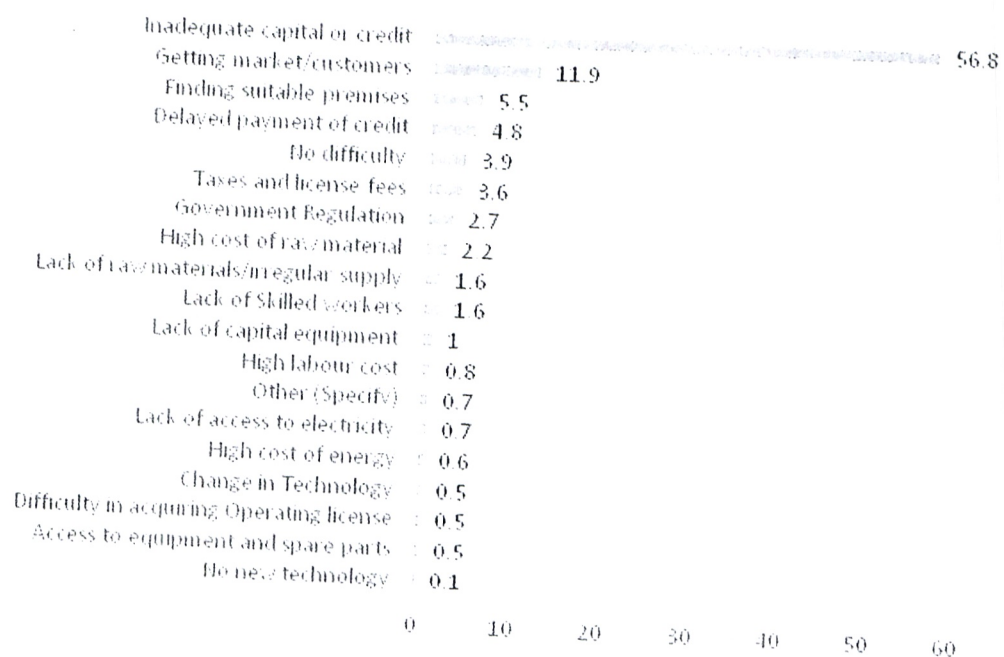 Inadequate capital or credit 56.8
Getting market/customers 11.9
Finding suitable premises 5.5
Delayed payment of credit 4.8
No difficulty 3.9
Taxes and license fees 3.6
Government Regulation 2.7
High cost of raw material 2.2
Lack of raw materials/irregular supply 1.6
Lack of Skilled workers 1.6
Lack of capital equipment 1
High labour cost 0.8
Other (Specify) 0.7
Lack of access to electricity 0.7
High cost of energy 0.6
Change in Technology 0.5
Difficulty in acquiring Operating license 0.5
Access to equipment and spare parts 0.5
No new technology 0.1
0 10 20 30 40 50 60